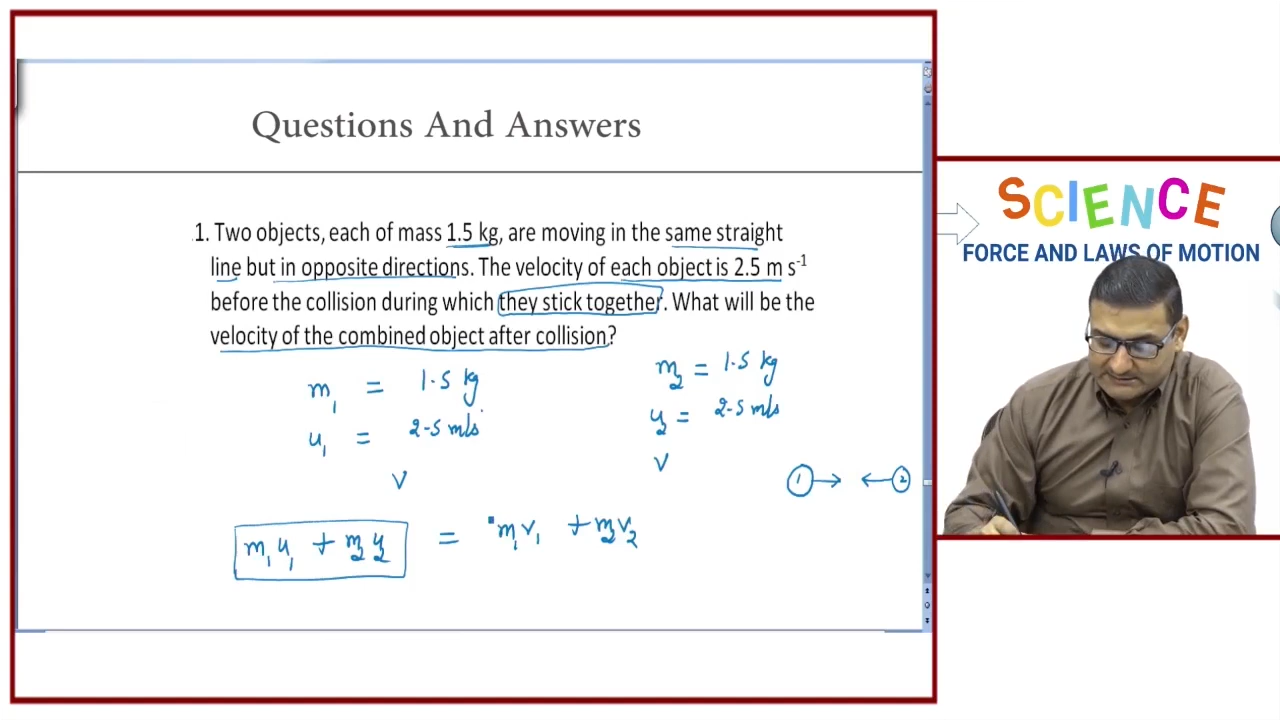 Questions And Answers
1. Two objects, each of mass 1.5 kg, are moving in the same straight
line but in opposite directions. The velocity of each object is 2.5 m s⁻¹
before the collision during which they stick together. What will be the
velocity of the combined object after collision?
m₁ = 1.5 kg
u₁ = 2.5 m/s
v
m₂ = 1.5 kg
u₂ = 2.5 m/s
v
1 2
m₁u₁ + m₂u₂ = m₁v₁ + m₂v₂
SCIENCE
FORCE AND LAWS OF MOTION